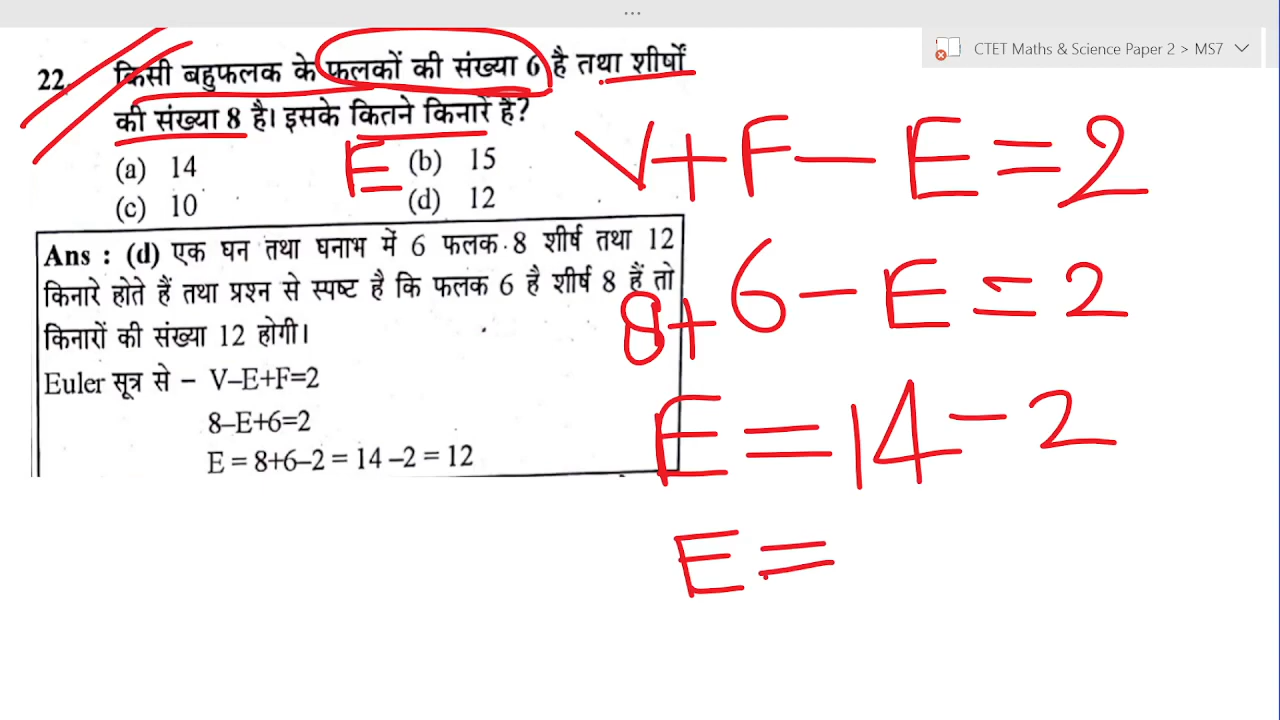 ...
CTET Maths & Science Paper 2 > MS7
22. किसी बहुफलक के फलकों की संख्या 6 है तथा शीर्षों
की संख्या 8 है। इसके कितने किनारे हैं?
(a) 14
(b) 15
(c) 10
(d) 12
E
Ans : (d) एक घन तथा घनाभ में 6 फलक 8 शीर्ष तथा 12
किनारे होते हैं तथा प्रश्न से स्पष्ट है कि फलक 6 है शीर्ष 8 हैं तो
किनारों की संख्या 12 होगी।
Euler सूत्र से – V–E+F=2
8–E+6=2
E = 8+6–2 = 14 –2 = 12
V+F-E=2
8+6-E=2
E=14-2
E=